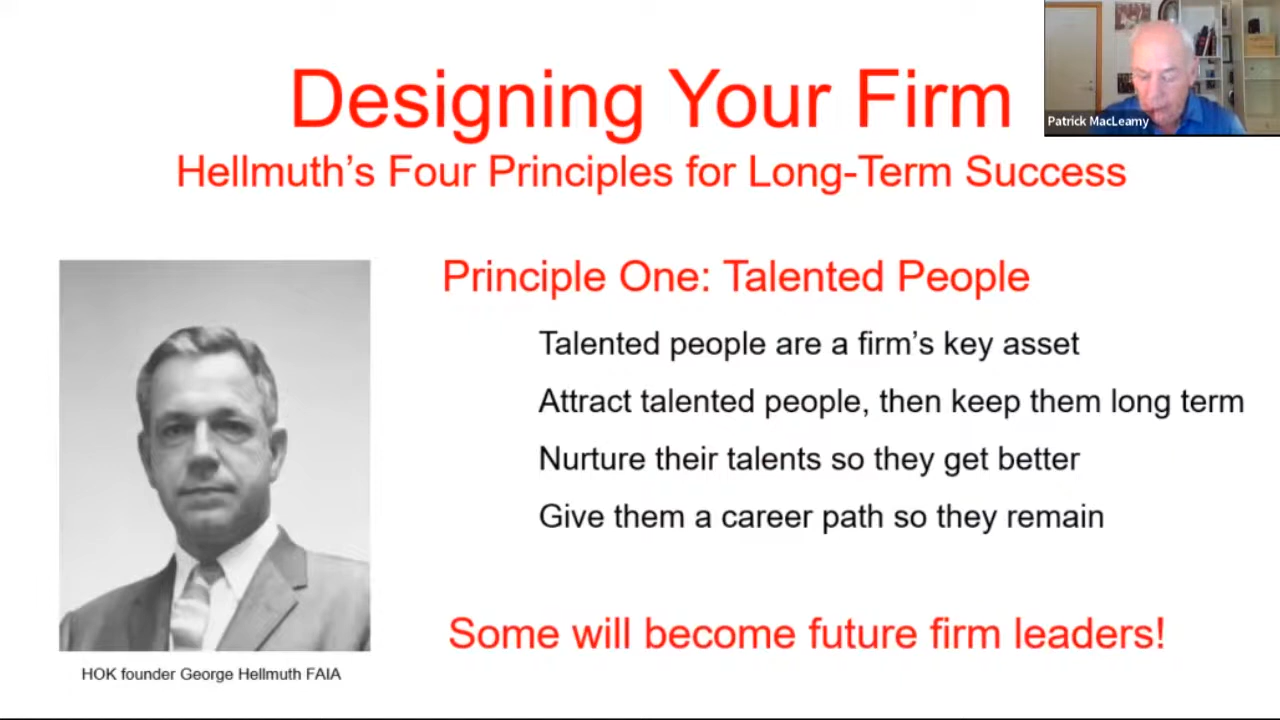 Designing Your Firm
Patrick MacLeamy
Hellmuth’s Four Principles for Long-Term Success
Principle One: Talented People
Talented people are a firm’s key asset
Attract talented people, then keep them long term
Nurture their talents so they get better
Give them a career path so they remain
Some will become future firm leaders!
HOK founder George Hellmuth FAIA